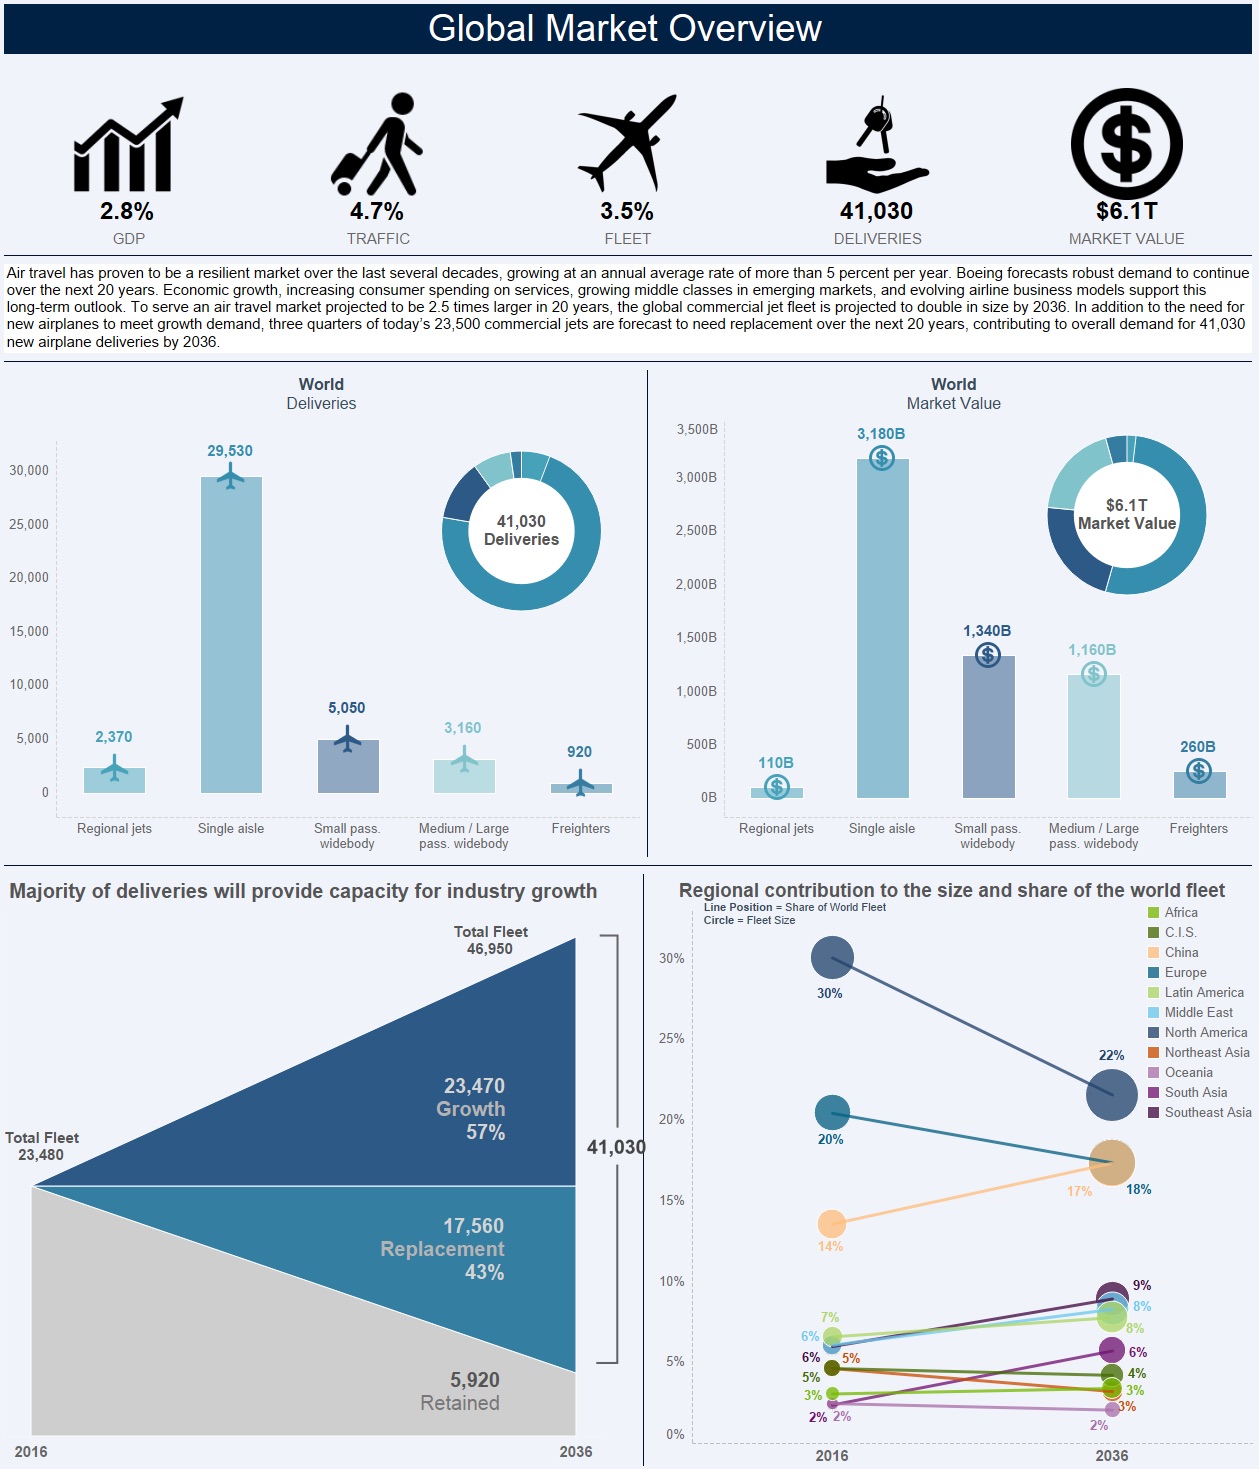 Global Market Overview
2.8%
GDP
4.7%
TRAFFIC
3.5%
FLEET
41,030
DELIVERIES
$6.1T
MARKET VALUE
Air travel has proven to be a resilient market over the last several decades, growing at an annual average rate of more than 5 percent per year. Boeing forecasts robust demand to continue
over the next 20 years. Economic growth, increasing consumer spending on services, growing middle classes in emerging markets, and evolving airline business models support this
long-term outlook. To serve an air travel market projected to be 2.5 times larger in 20 years, the global commercial jet fleet is projected to double in size by 2036. In addition to the need for
new airplanes to meet growth demand, three quarters of today's 23,500 commercial jets are forecast to need replacement over the next 20 years, contributing to overall demand for 41,030
new airplane deliveries by 2036.
World
Deliveries
30,000
25,000
20,000
15,000
10,000
5,000
0
2,370
29,530
5,050
3,160
920
41,030
Deliveries
Regional jets
Single aisle
Small pass.
widebody
Medium / Large
pass. widebody
Freighters
World
Market Value
3,500B
3,000B
2,500B
2,000B
1,500B
1,000B
500B
0B
110B
3,180B
1,340B
1,160B
260B
$6.1T
Market Value
Regional jets
Single aisle
Small pass.
widebody
Medium / Large
pass. widebody
Freighters
Majority of deliveries will provide capacity for industry growth
Total Fleet
46,950
23,470
Growth
57%
Total Fleet
23,480
41,030
17,560
Replacement
43%
5,920
Retained
2016
2036
Regional contribution to the size and share of the world fleet
Line Position = Share of World Fleet
Circle = Fleet Size
Africa
C.I.S.
China
Europe
Latin America
Middle East
North America
Northeast Asia
Oceania
South Asia
Southeast Asia
30%
25%
20%
15%
10%
5%
0%
30%
22%
20%
17%
18%
14%
9%
8%
7%
8%
6%
6%
5%
6%
5%
4%
3%
3%
3%
2%
2%
2%
2016
2036